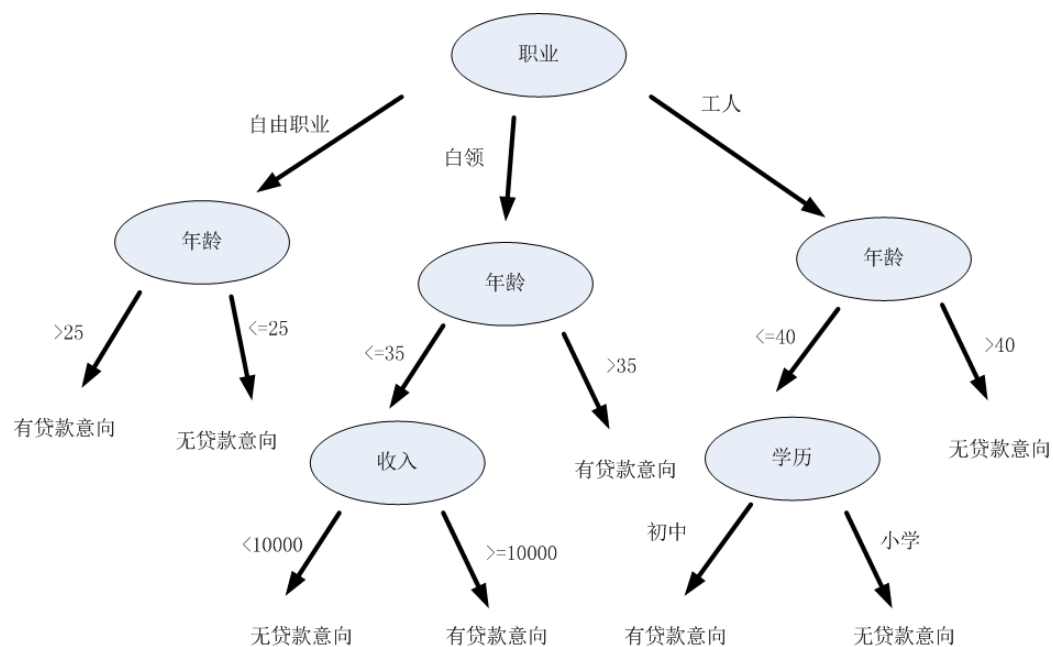 职业
自由职业
白领
工人
年龄
年龄
年龄
>25
<=25
<=35
>35
<=40
>40
有贷款意向
无贷款意向
收入
有贷款意向
学历
无贷款意向
<10000
>=10000
初中
小学
无贷款意向
有贷款意向
有贷款意向
无贷款意向